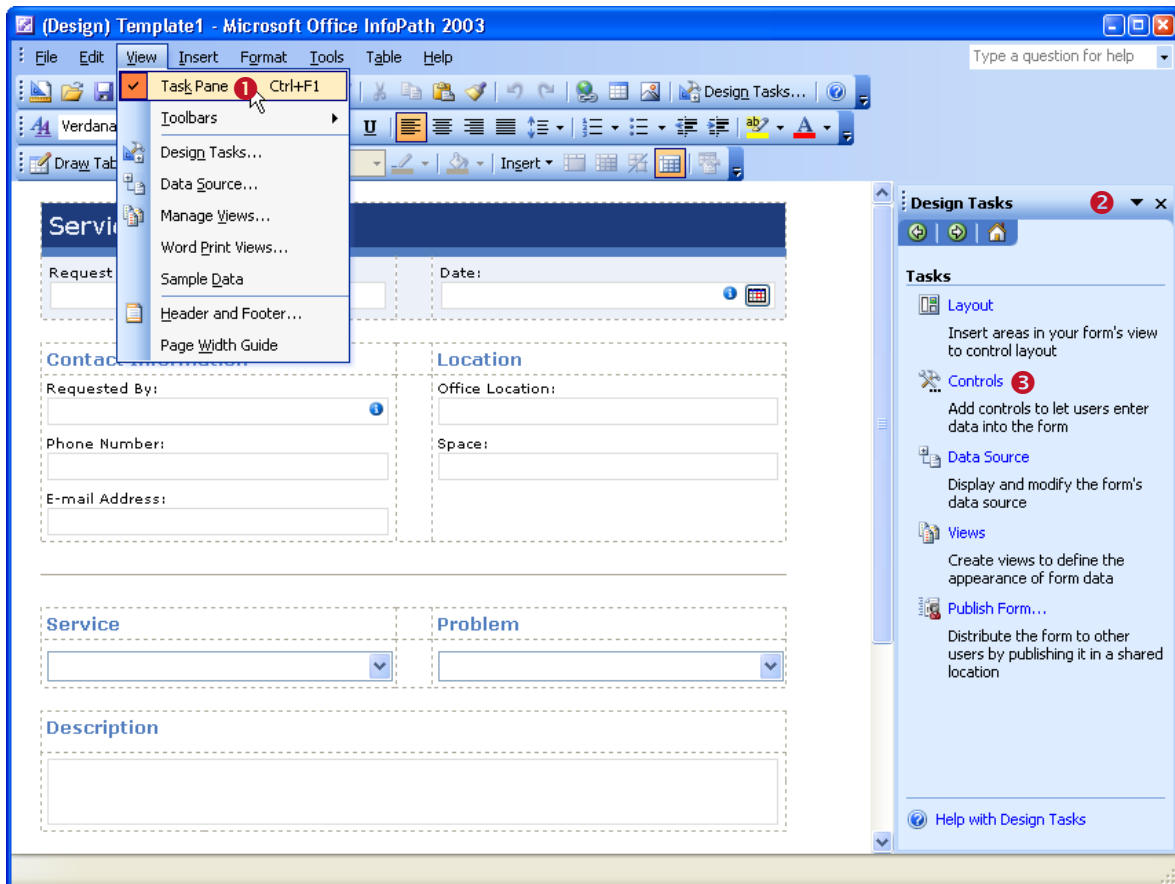 (Design) Template1 - Microsoft Office InfoPath 2003
File Edit View Insert Format Tools Table Help
Type a question for help
Task Pane 1 Ctrl+F1
Design Tasks...
Verdana
U
Toolbars
Draw Tab
Insert
Design Tasks...
Data Source...
Manage Views...
Word Print Views...
Sample Data
Header and Footer...
Page Width Guide
Servi
Request
Date:
Contact Information
Location
Requested By:
Office Location:
Phone Number:
Space:
E-mail Address:
Service
Problem
Description
Design Tasks 2
Tasks
Layout
Insert areas in your form's view
to control layout
Controls 3
Add controls to let users enter
data into the form
Data Source
Display and modify the form's
data source
Views
Create views to define the
appearance of form data
Publish Form...
Distribute the form to other
users by publishing it in a shared
location
Help with Design Tasks